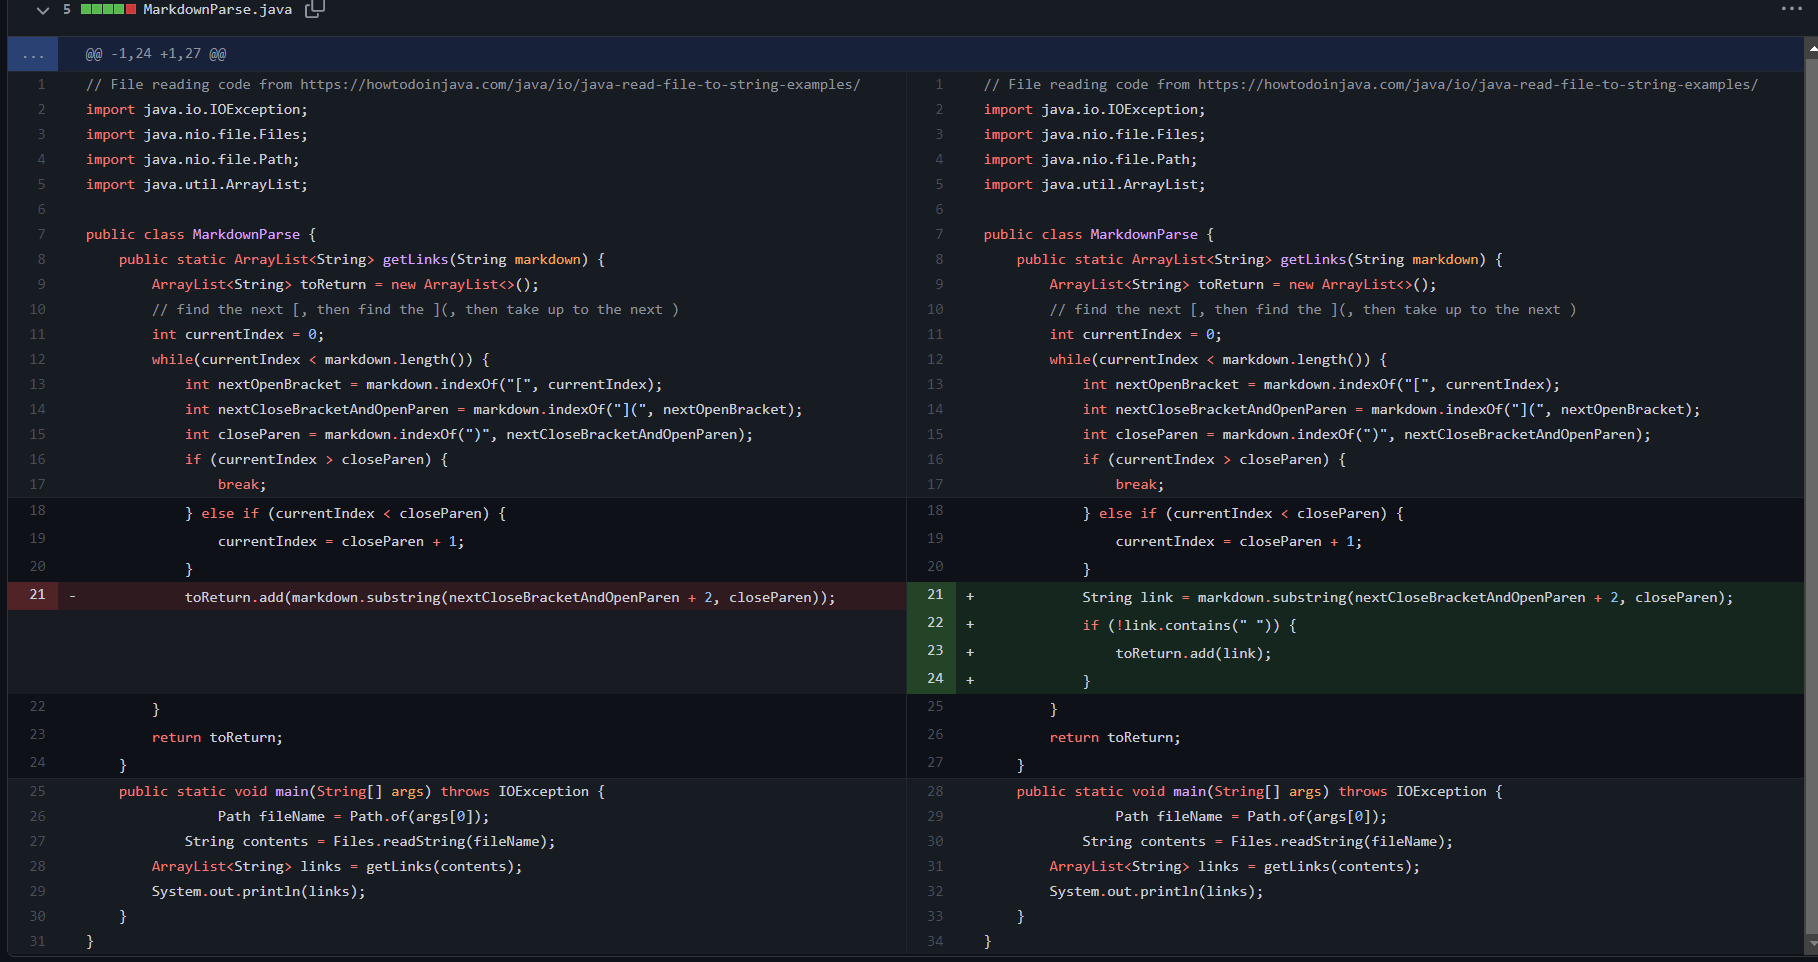 5 MarkdownParse.java
... @@ -1,24 +1,27 @@
1 // File reading code from https://howtodoinjava.com/java/io/java-read-file-to-string-examples/
2 import java.io.IOException;
3 import java.nio.file.Files;
4 import java.nio.file.Path;
5 import java.util.ArrayList;
6
7 public class MarkdownParse {
8 public static ArrayList<String> getLinks(String markdown) {
9 ArrayList<String> toReturn = new ArrayList<>();
10 // find the next [, then find the ](, then take up to the next )
11 int currentIndex = 0;
12 while(currentIndex < markdown.length()) {
13 int nextOpenBracket = markdown.indexOf("[", currentIndex);
14 int nextCloseBracketAndOpenParen = markdown.indexOf("](", nextOpenBracket);
15 int closeParen = markdown.indexOf(")", nextCloseBracketAndOpenParen);
16 if (currentIndex > closeParen) {
17 break;
18 } else if (currentIndex < closeParen) {
19 currentIndex = closeParen + 1;
20 }
21 - toReturn.add(markdown.substring(nextCloseBracketAndOpenParen + 2, closeParen));
22 }
23 return toReturn;
24 }
25 public static void main(String[] args) throws IOException {
26 Path fileName = Path.of(args[0]);
27 String contents = Files.readString(fileName);
28 ArrayList<String> links = getLinks(contents);
29 System.out.println(links);
30 }
31 }
1 // File reading code from https://howtodoinjava.com/java/io/java-read-file-to-string-examples/
2 import java.io.IOException;
3 import java.nio.file.Files;
4 import java.nio.file.Path;
5 import java.util.ArrayList;
6
7 public class MarkdownParse {
8 public static ArrayList<String> getLinks(String markdown) {
9 ArrayList<String> toReturn = new ArrayList<>();
10 // find the next [, then find the ](, then take up to the next )
11 int currentIndex = 0;
12 while(currentIndex < markdown.length()) {
13 int nextOpenBracket = markdown.indexOf("[", currentIndex);
14 int nextCloseBracketAndOpenParen = markdown.indexOf("](", nextOpenBracket);
15 int closeParen = markdown.indexOf(")", nextCloseBracketAndOpenParen);
16 if (currentIndex > closeParen) {
17 break;
18 } else if (currentIndex < closeParen) {
19 currentIndex = closeParen + 1;
20 }
21 + String link = markdown.substring(nextCloseBracketAndOpenParen + 2, closeParen);
22 + if (!link.contains(" ")) {
23 + toReturn.add(link);
24 + }
25 }
26 return toReturn;
27 }
28 public static void main(String[] args) throws IOException {
29 Path fileName = Path.of(args[0]);
30 String contents = Files.readString(fileName);
31 ArrayList<String> links = getLinks(contents);
32 System.out.println(links);
33 }
34 }